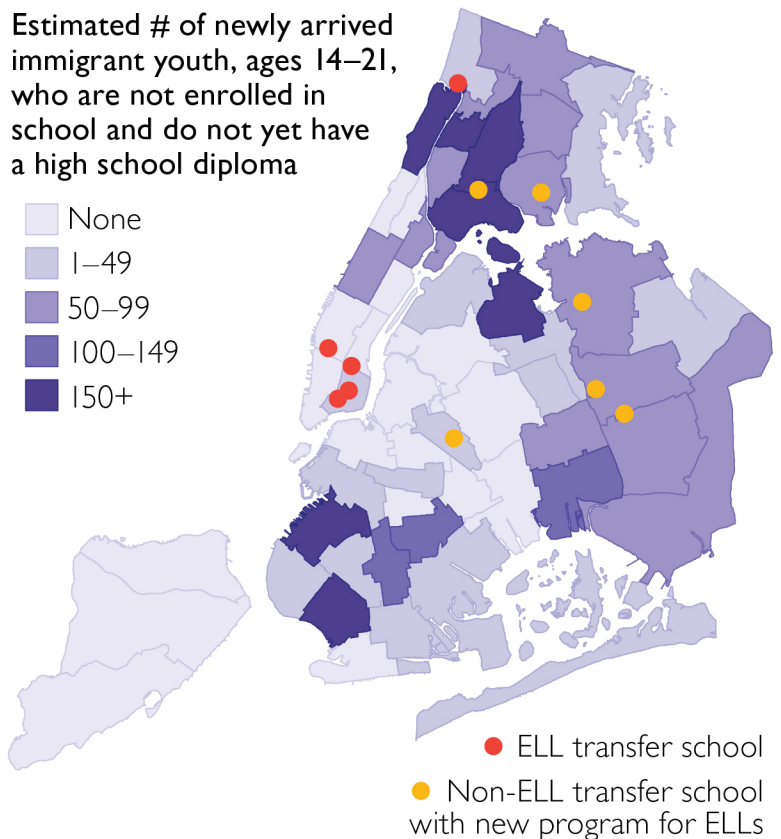 Estimated # of newly arrived
immigrant youth, ages 14–21,
who are not enrolled in
school and do not yet have
a high school diploma
None
1–49
50–99
100–149
150+
ELL transfer school
Non-ELL transfer school
with new program for ELLs